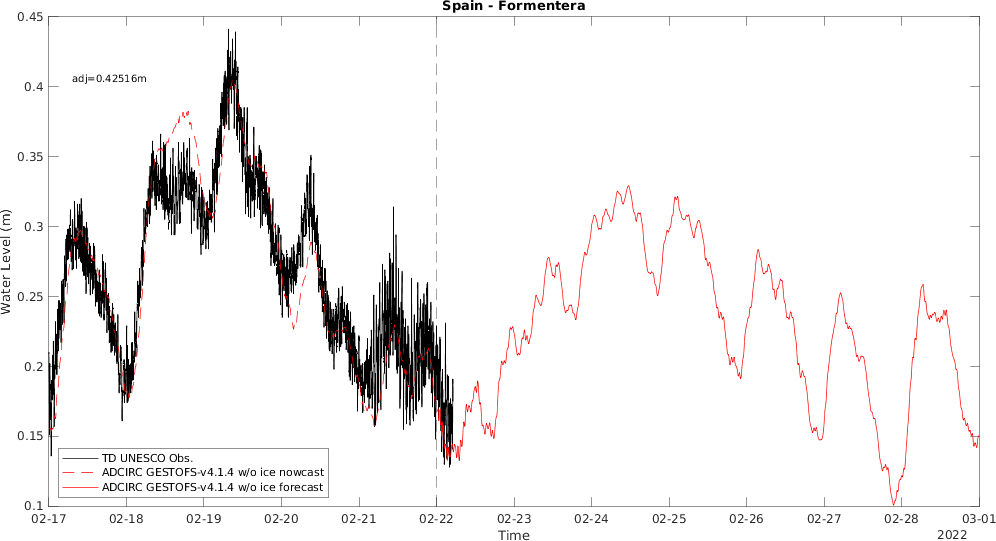 Spain - Formentera
0.45
0.4
0.35
0.3
0.25
0.2
0.15
0.1
Water Level (m)
adj=0.42516m
TD UNESCO Obs.
ADCIRC GESTOFS-v4.1.4 w/o ice nowcast
ADCIRC GESTOFS-v4.1.4 w/o ice forecast
02-17 02-18 02-19 02-20 02-21 02-22 02-23 02-24 02-25 02-26 02-27 02-28 03-01
Time
2022